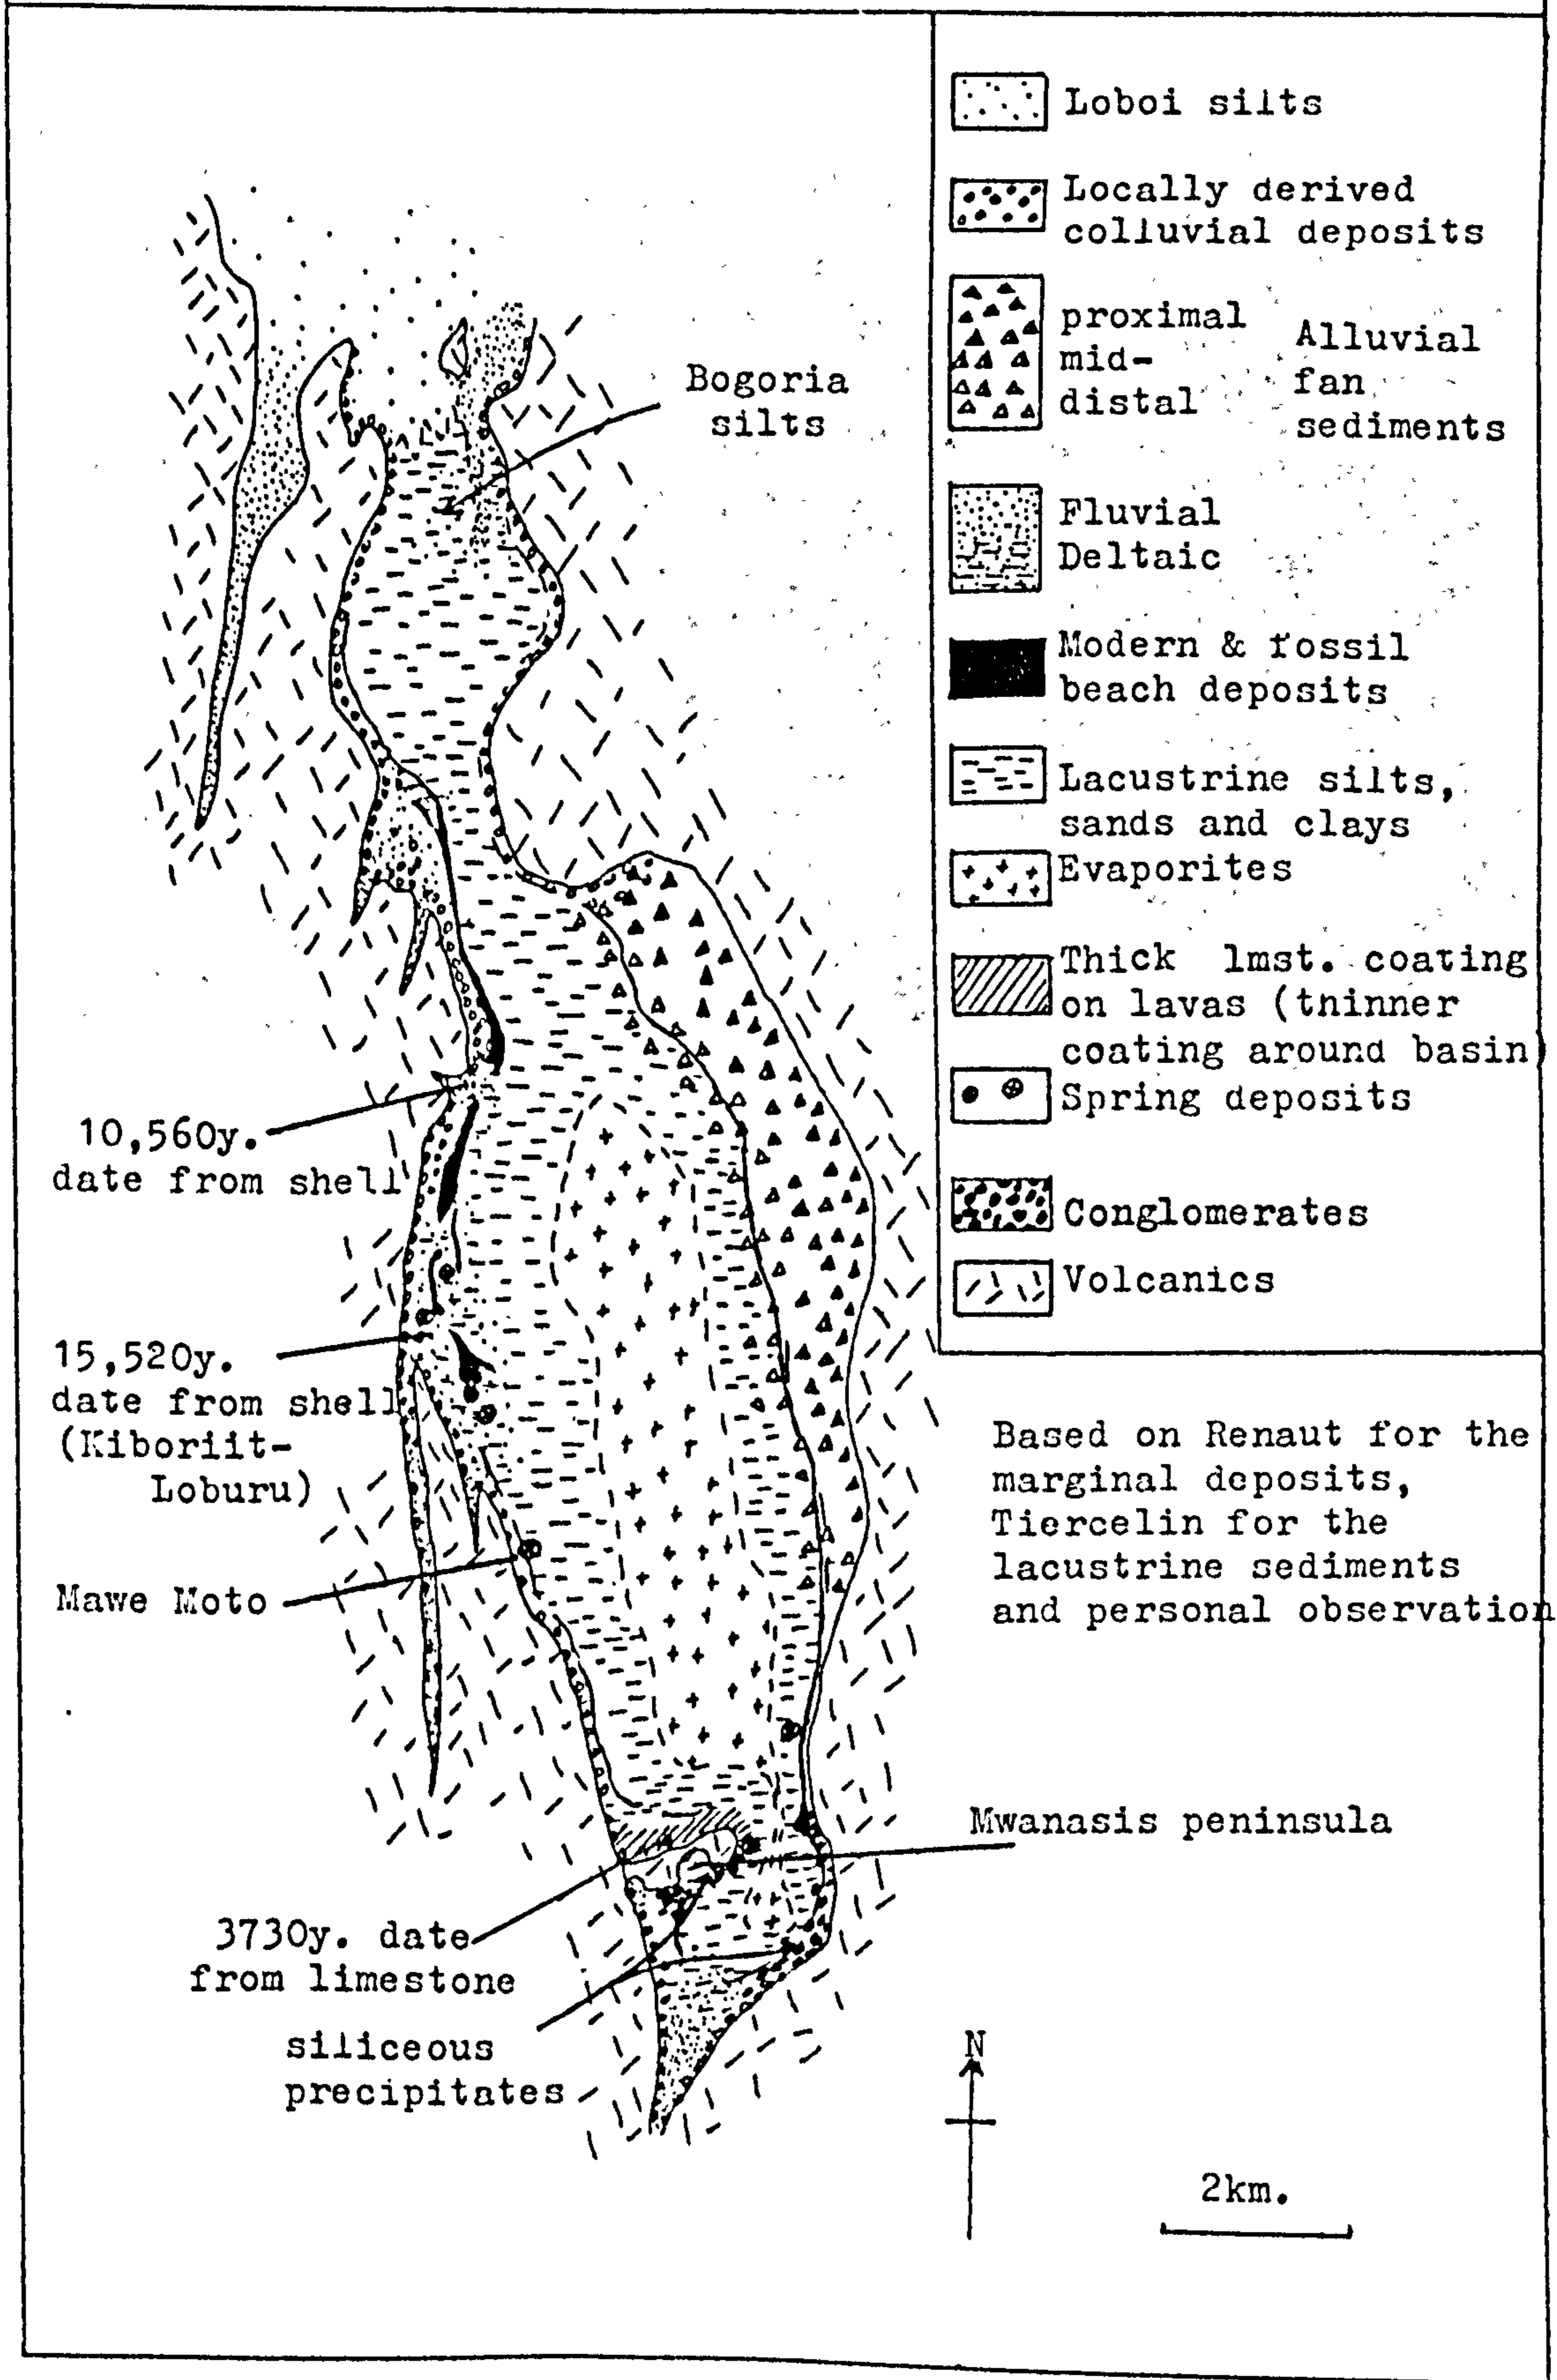 Loboi silts
Locally derived
colluvial deposits
proximal
mid-
distal
Alluvial
fan
sediments
Fluvial
Deltaic
Modern & fossil
beach deposits
Lacustrine silts,
sands and clays
Evaporites
Thick lmst. coating
on lavas (thinner
coating around basin)
Spring deposits
Conglomerates
Volcanics
Bogoria
silts
10,560y.
date from shell
15,520y.
date from shell
(Kiboriit-
Loburu)
Mawe Moto
Based on Renaut for the
marginal deposits,
Tiercelin for the
lacustrine sediments
and personal observation
Mwanasis peninsula
3730y. date
from limestone
siliceous
precipitates
N
2km.